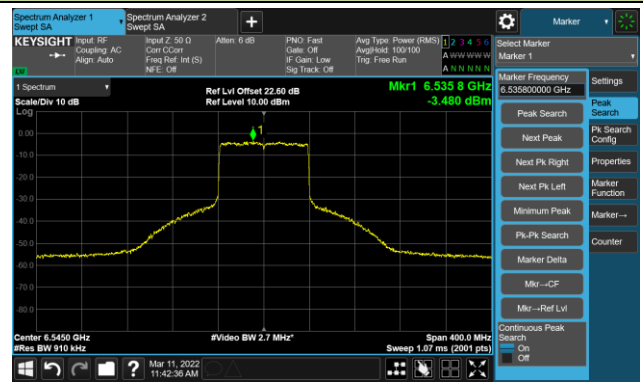 Spectrum Analyzer 1
Swept SA
Spectrum Analyzer 2
Swept SA
+
Marker
KEYSIGHT
Input: RF
Coupling: AC
Align: Auto
Input Z: 50 Ω
Corr CCorr
Freq Ref: Int (S)
NFE: Off
Atten: 6 dB
PNO: Fast
Gate: Off
IF Gain: Low
Sig Track: Off
Avg Type: Power (RMS)
Avg|Hold: 100/100
Trig: Free Run
1 2 3 4 5 6
A W W W W W
A N N N N N
LV
Select Marker
Marker 1
1 Spectrum
Scale/Div 10 dB
Log
Ref Lvl Offset 22.60 dB
Ref Level 10.00 dBm
Mkr1 6.535 8 GHz
-3.480 dBm
1
0.00
-10.0
-20.0
-30.0
-40.0
-50.0
-60.0
-70.0
-80.0
Center 6.5450 GHz
#Res BW 910 kHz
#Video BW 2.7 MHz*
Span 400.0 MHz
Sweep 1.07 ms (2001 pts)
Marker Frequency
6.535800000 GHz
Peak Search
Next Peak
Next Pk Right
Next Pk Left
Minimum Peak
Pk-Pk Search
Marker Delta
Mkr→CF
Mkr→Ref Lvl
Continuous Peak
Search
On
Off
Settings
Peak
Search
Pk Search
Config
Properties
Marker
Function
Marker→
Counter
?
Mar 11, 2022
11:42:36 AM